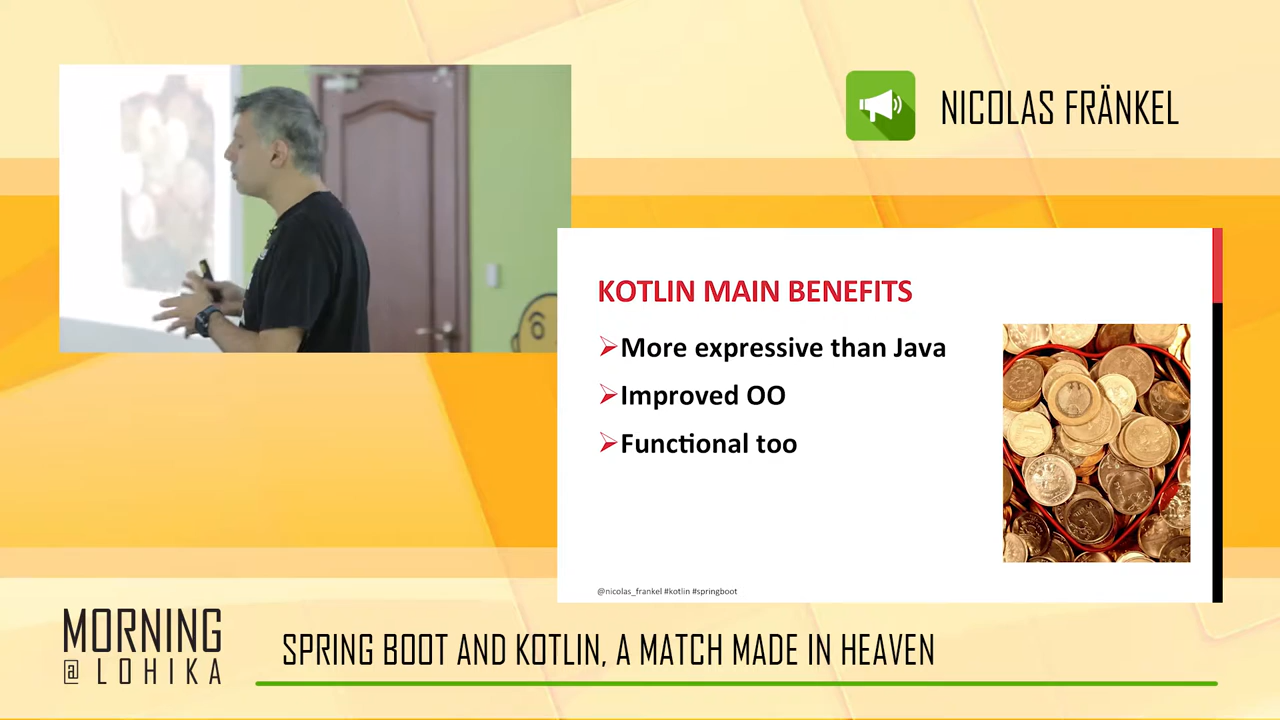 NICOLAS FRÄNKEL
KOTLIN MAIN BENEFITS
More expressive than Java
Improved OO
Functional too
@nicolas_frankel #kotlin #springboot
MORNING
@ LOHIKA
SPRING BOOT AND KOTLIN, A MATCH MADE IN HEAVEN